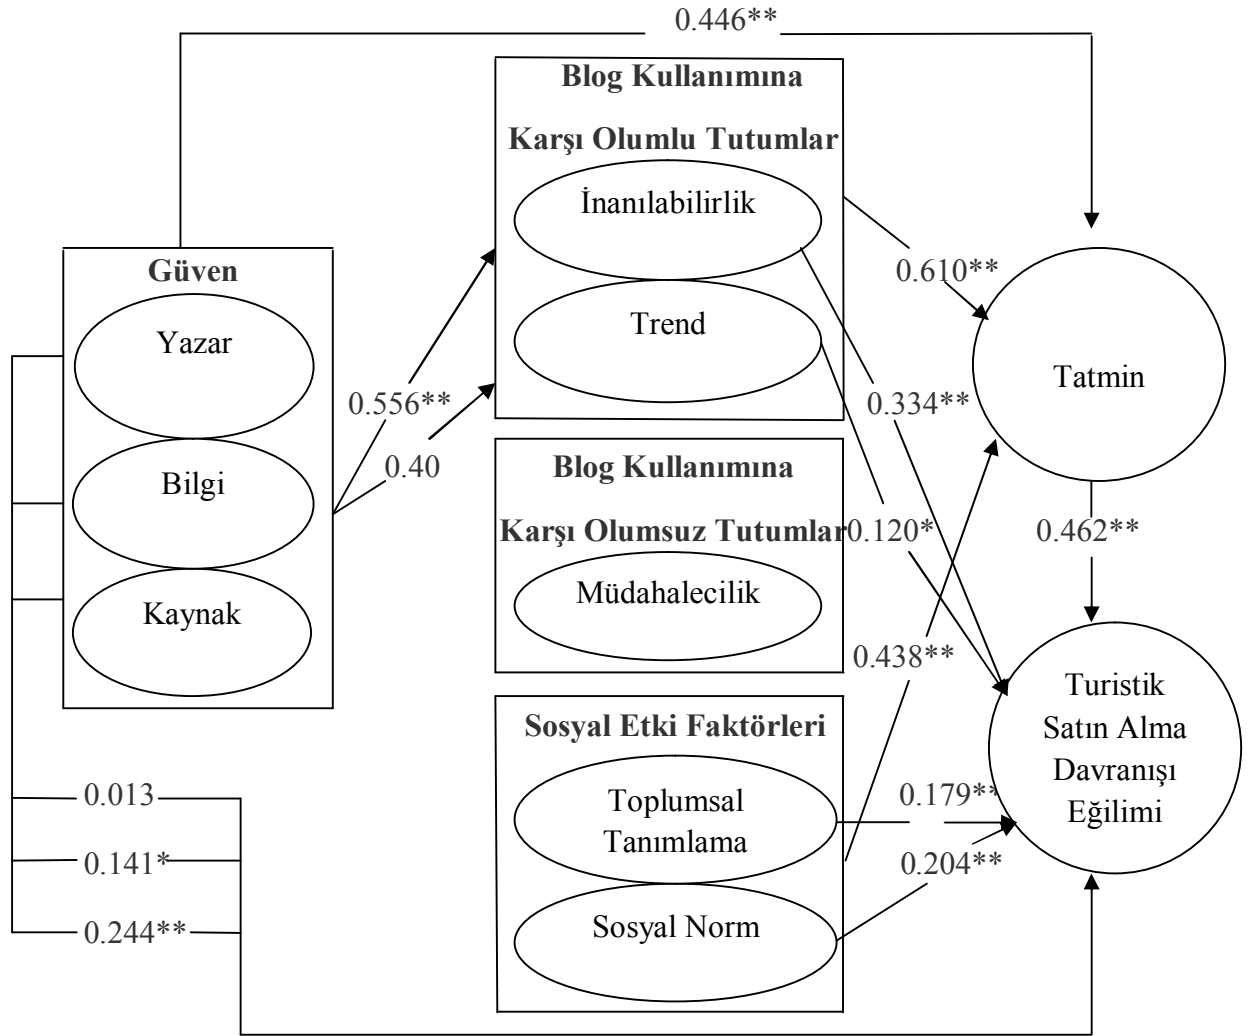 0.446**
Blog Kullanımına
Karşı Olumlu Tutumlar
İnanılabilirlik
Trend
Güven
Yazar
Bilgi
Kaynak
0.556**
0.40
0.610**
Tatmin
0.334**
Blog Kullanımına
Karşı Olumsuz Tutumlar
Müdahalecilik
0.120*
0.462**
0.438**
Sosyal Etki Faktörleri
Toplumsal
Tanımlama
Sosyal Norm
0.179**
0.204**
Turistik
Satın Alma
Davranışı
Eğilimi
0.013
0.141*
0.244**